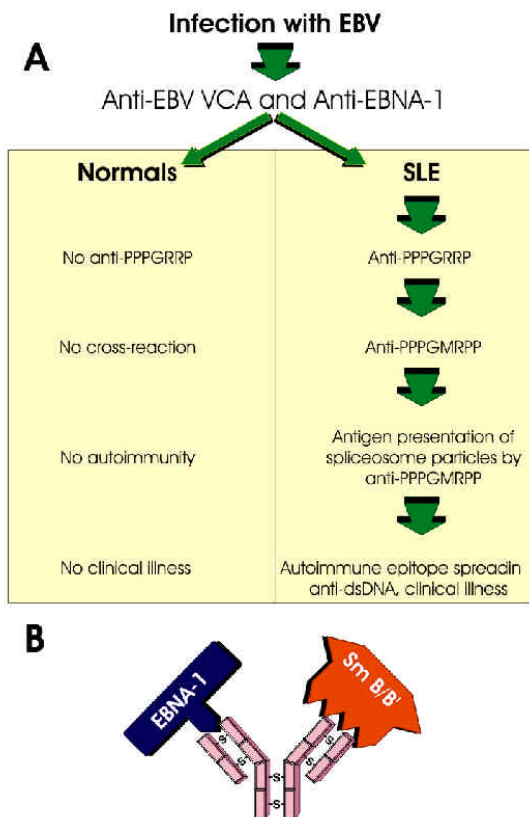 Infection with EBV
A
Anti-EBV VCA and Anti-EBNA-1
Normals
SLE
No anti-PPPGRRP
Anti-PPPGRRP
No cross-reaction
Anti-PPPGMRPP
No autoimmunity
Antigen presentation of
spliceosome particles by
anti-PPPGMRPP
No clinical illness
Autoimmune epitope spreadin
anti-dsDNA, clinical illness
B
EBNA-1
Sm B/B'
S
S
S
S
-S-
-S-